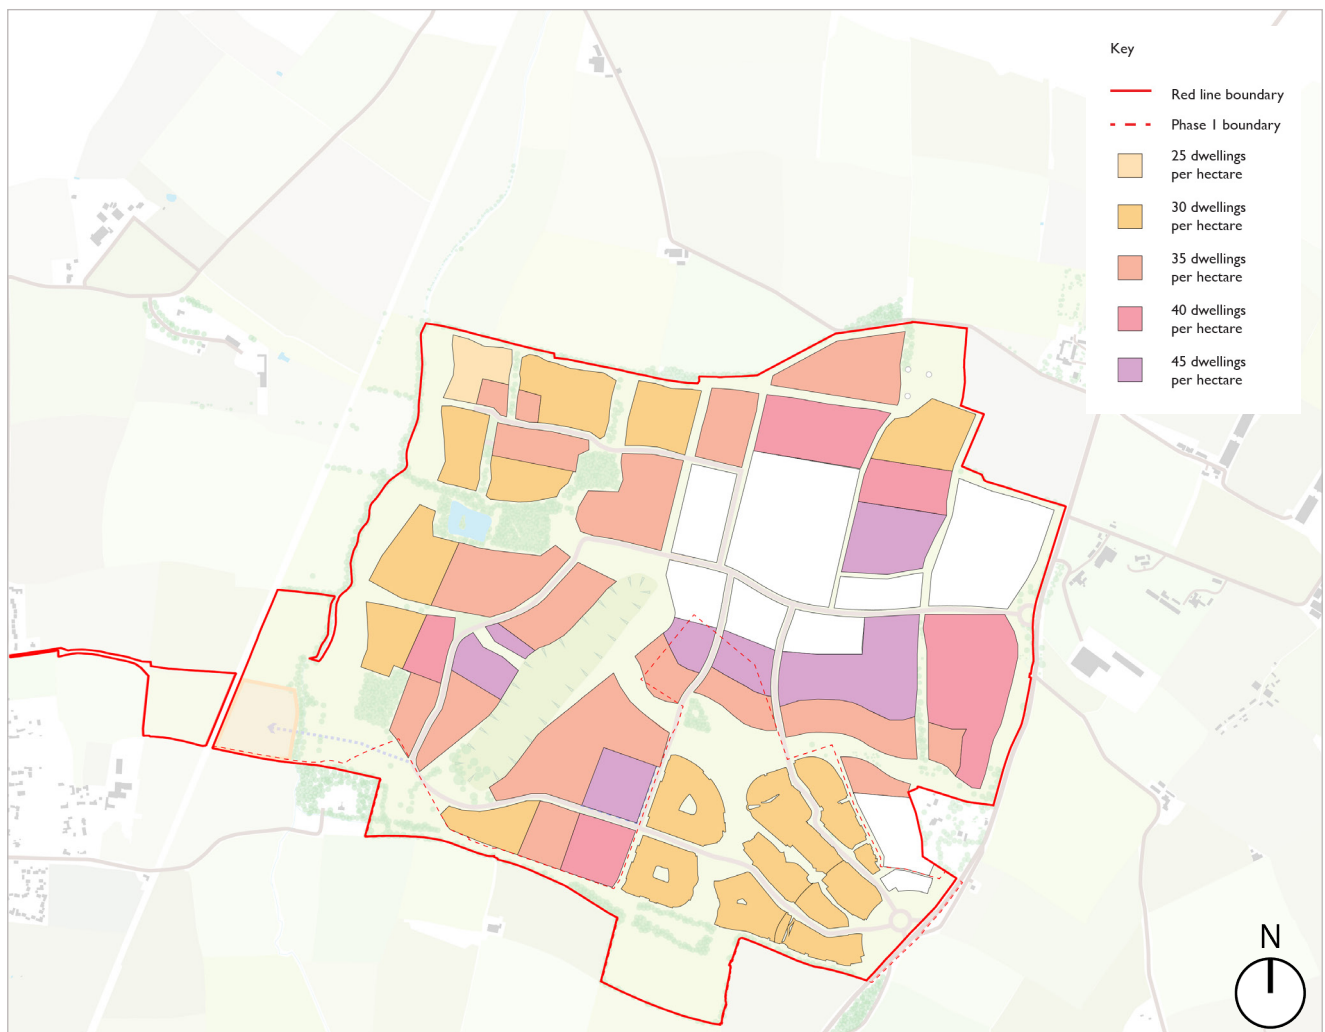 Key
Red line boundary
Phase 1 boundary
25 dwellings
per hectare
30 dwellings
per hectare
35 dwellings
per hectare
40 dwellings
per hectare
45 dwellings
per hectare
N